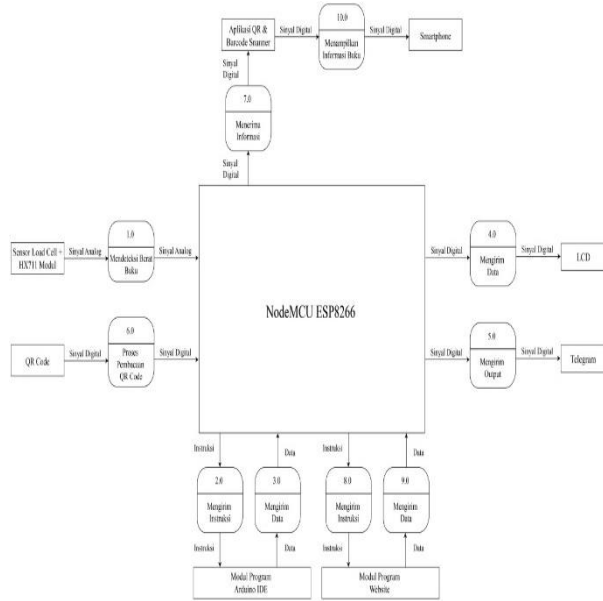 10.0
Aplikasi QR &
Barcode Scanner
Sinyal Digital
Menampilkan
Informasi Buku
Sinyal Digital
Smartphone
Sinyal
Digital
7.0
Menerima
Informasi
Sinyal
Digital
1.0
Sensor Load Cell +
HX711 Model
Sinyal Analog
Mendeteksi Berat
Buku
Sinyal Analog
4.0
Sinyal Digital
Mengirim
Data
Sinyal Digital
LCD
NodeMCU ESP8266
6.0
QR Code
Sinyal Digital
Proses
Pembuatan
QR Code
Sinyal Digital
5.0
Sinyal Digital
Mengirim
Output
Sinyal Digital
Telegram
Instruksi
Data
Instruksi
Data
2.0
3.0
8.0
9.0
Mengirim
Instruksi
Mengirim
Data
Mengirim
Instruksi
Mengirim
Data
Instruksi
Data
Instruksi
Data
Modul Program
Arduino IDE
Modul Program
Website